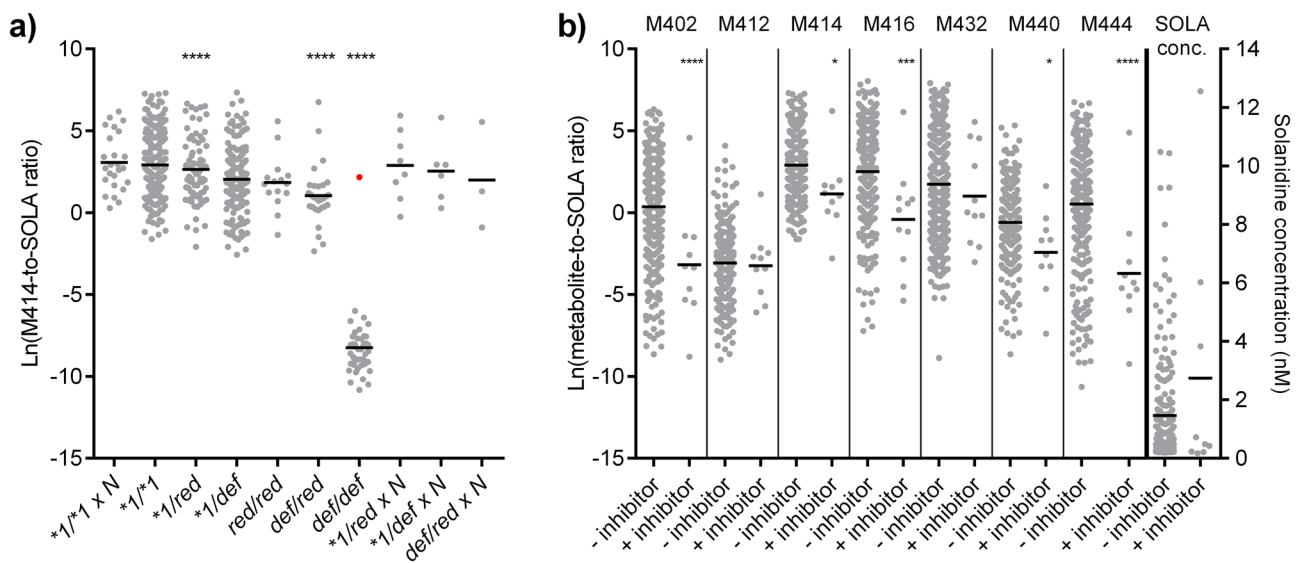 a)
Ln(M414-to-SOLA ratio)
10
5
0
-5
-10
-15
****
****
****
*1/*1 x N
*1/*1
*1/red
*1/def
red/red
def/red
def/def
*1/red x N
*1/def x N
def/red x N
b)
M402 M412 M414 M416 M432 M440 M444 SOLA
conc.
Ln(metabolite-to-SOLA ratio)
10
5
0
-5
-10
-15
****
*
***
*
****
14
12
10
8
6
4
2
0
Solanidine concentration (nM)
- inhibitor
+ inhibitor
- inhibitor
+ inhibitor
- inhibitor
+ inhibitor
- inhibitor
+ inhibitor
- inhibitor
+ inhibitor
- inhibitor
+ inhibitor
- inhibitor
+ inhibitor
- inhibitor
+ inhibitor